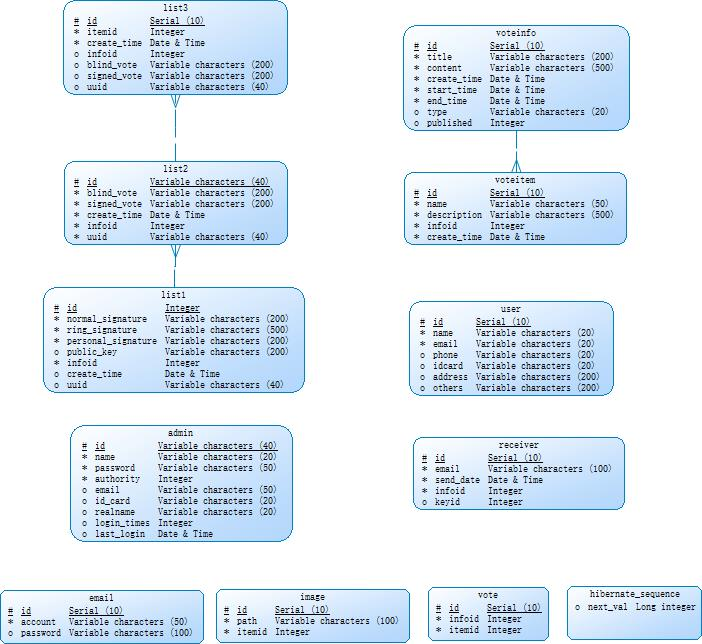 list3
# id Serial (10)
* itemid Integer
* create_time Date & Time
o infoid Integer
o blind_vote Variable characters (200)
o signed_vote Variable characters (200)
o uuid Variable characters (40)
voteinfo
# id Serial (10)
* title Variable characters (200)
* content Variable characters (500)
* create_time Date & Time
* start_time Date & Time
* end_time Date & Time
o type Variable characters (20)
o published Integer
list2
# id Variable characters (40)
* blind_vote Variable characters (200)
* signed_vote Variable characters (200)
* create_time Date & Time
o infoid Integer
* uuid Variable characters (40)
voteitem
# id Serial (10)
* name Variable characters (50)
* description Variable characters (500)
* infoid Integer
* create_time Date & Time
list1
# id Integer
* normal_signature Variable characters (200)
* ring_signature Variable characters (500)
* personal_signature Variable characters (200)
o public_key Variable characters (200)
* infoid Integer
o create_time Date & Time
o uuid Variable characters (40)
user
# id Serial (10)
* name Variable characters (20)
* email Variable characters (20)
o phone Variable characters (20)
o idcard Variable characters (20)
o address Variable characters (200)
o others Variable characters (200)
admin
# id Variable characters (40)
* name Variable characters (20)
* password Variable characters (50)
* authority Integer
o email Variable characters (50)
o id_card Variable characters (20)
o realname Variable characters (20)
o login_times Integer
o last_login Date & Time
receiver
# id Serial (10)
* email Variable characters (100)
* send_date Date & Time
* infoid Integer
o keyid Integer
email
# id Serial (10)
* account Variable characters (50)
o password Variable characters (100)
image
# id Serial (10)
* path Variable characters (100)
* itemid Integer
vote
# id Serial (10)
* infoid Integer
* itemid Integer
hibernate_sequence
o next_val Long integer